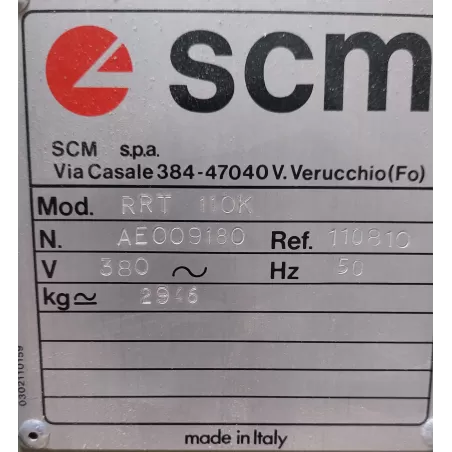 scm
SCM s.p.a.
Via Casale 384-47040 V. Verucchio (Fo)
Mod. RRT 110K
N. AE009180 Ref. 110810
V 380 ~ Hz 50
kg≃ 2946
0302110159
made in Italy